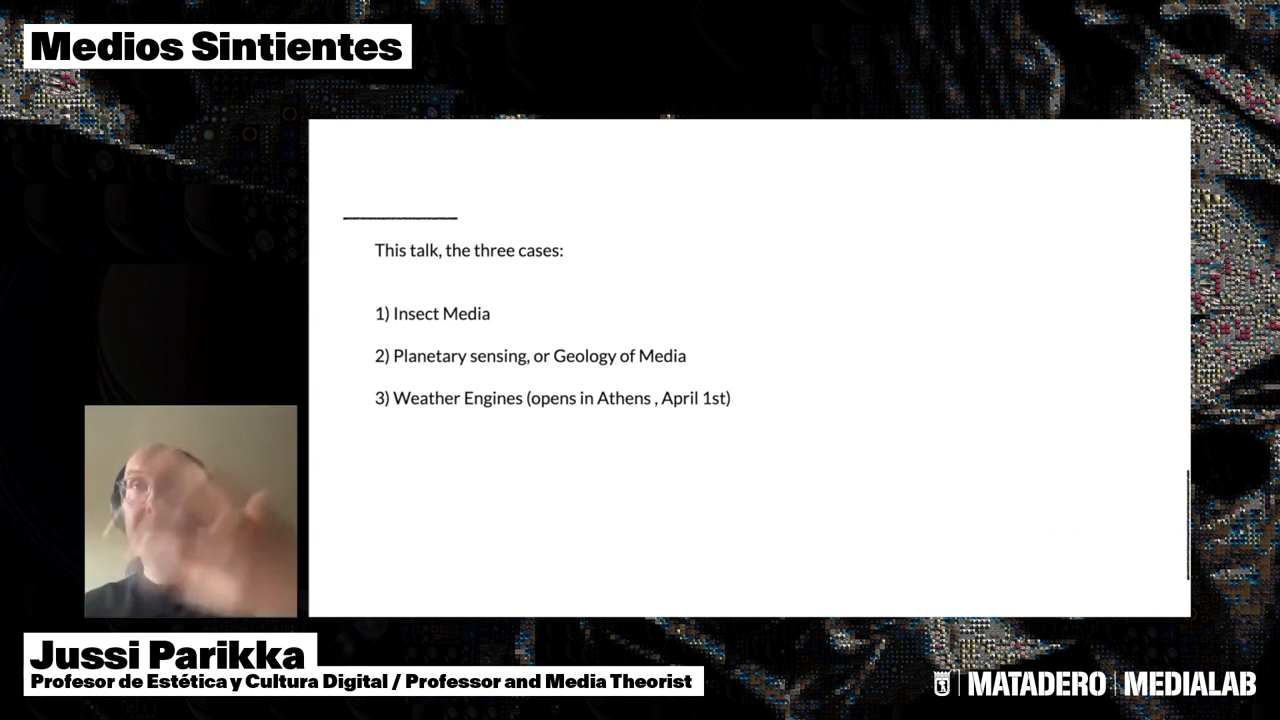 Medios Sintientes
This talk, the three cases:
1) Insect Media
2) Planetary sensing, or Geology of Media
3) Weather Engines (opens in Athens , April 1st)
Jussi Parikka
Profesor de Estética y Cultura Digital / Professor and Media Theorist
MATADERO MEDIALAB